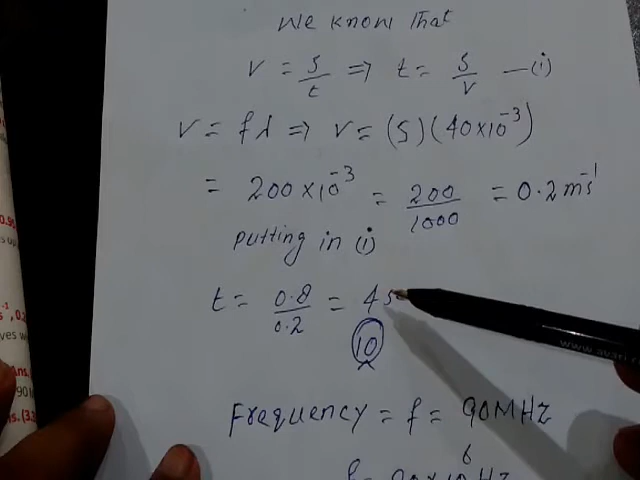 We know that
V = S/t ⇒ t = S/V —(i)
V = fλ ⇒ V = (5)(40×10⁻³)
= 200×10⁻³ = 200/1000 = 0.2 ms⁻¹
Putting in (i)
t = 0.8/0.2 = 4s
10
Frequency = f = 90MHz